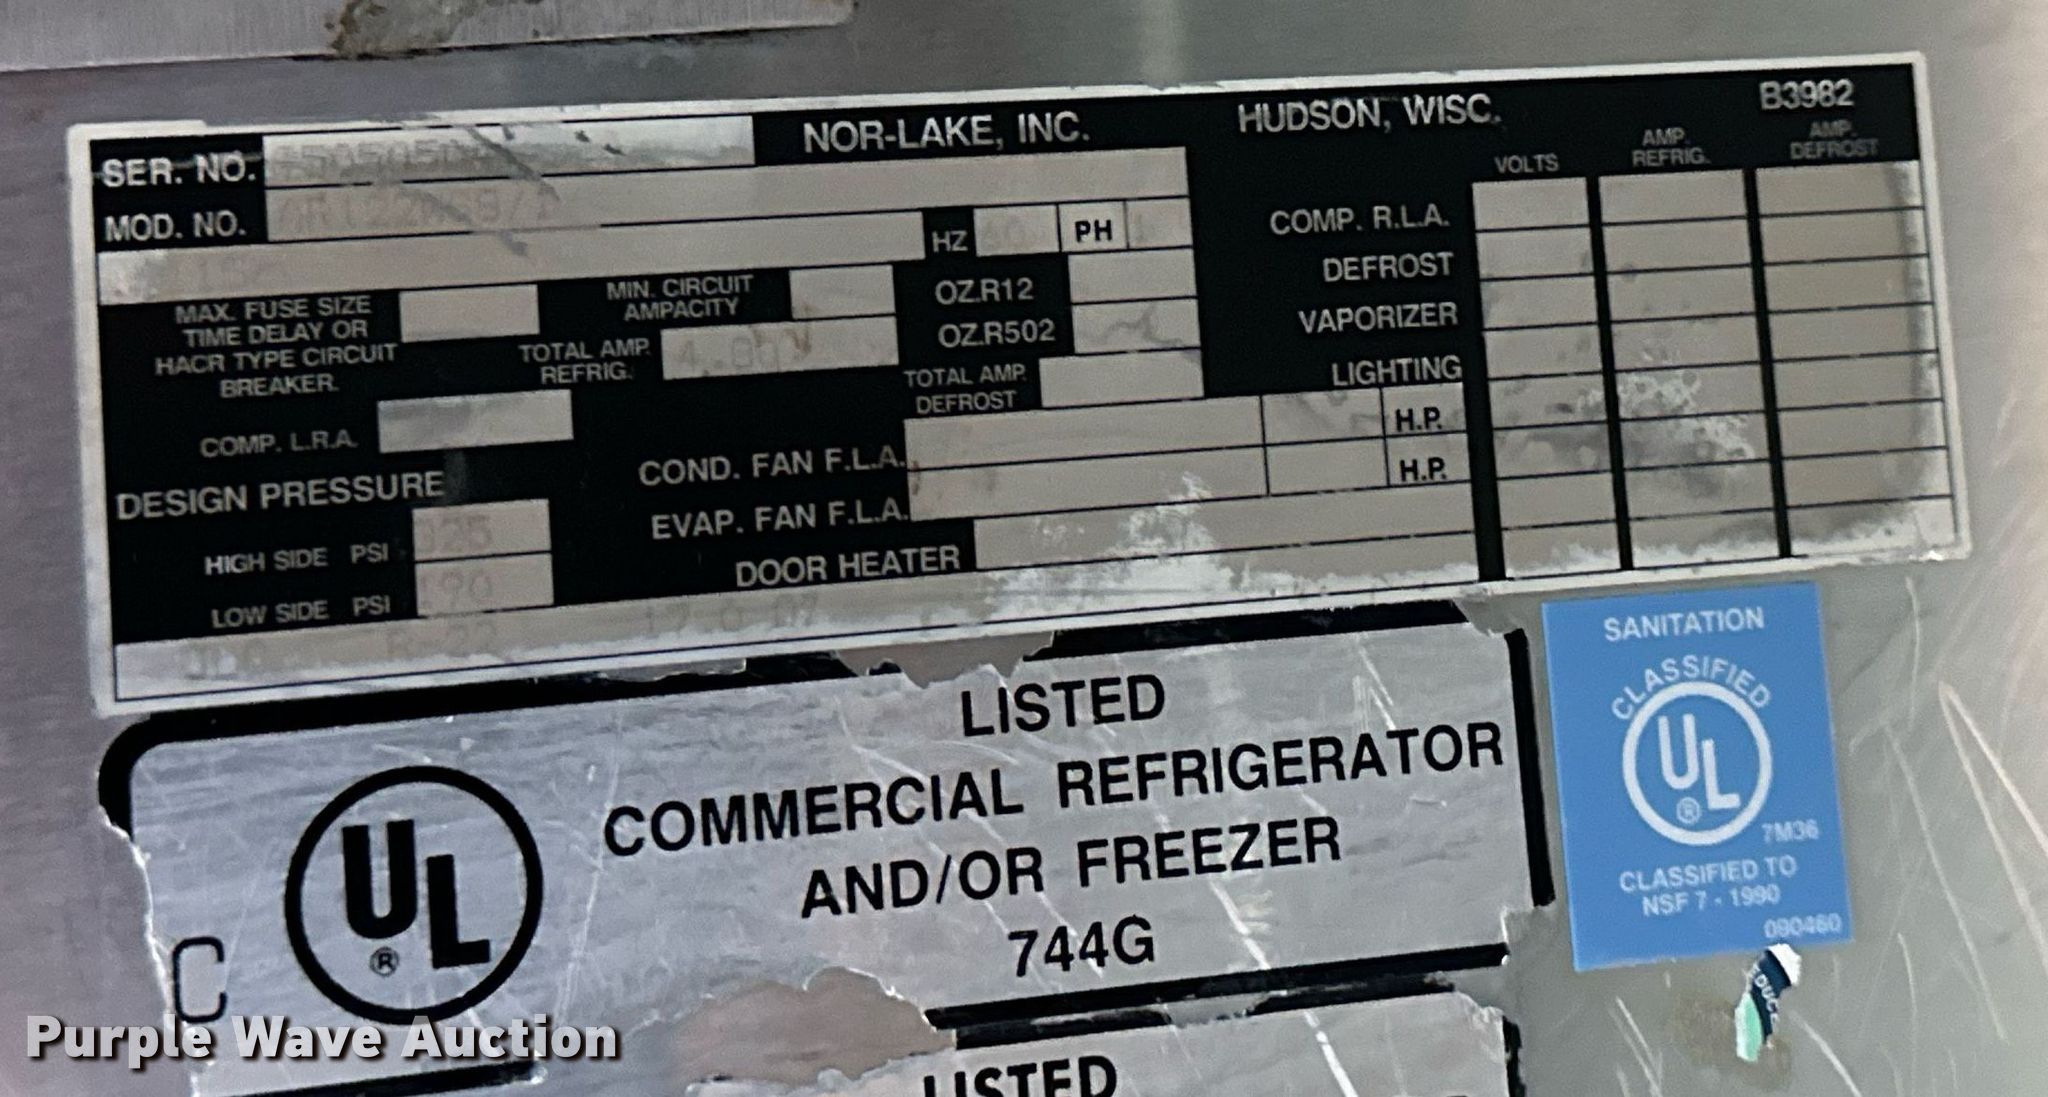 NOR-LAKE, INC. HUDSON, WISC. B3982
SER. NO.
MOD. NO.
HZ 60 PH 1
MAX. FUSE SIZE
TIME DELAY OR
HACR TYPE CIRCUIT
BREAKER.
MIN. CIRCUIT
AMPACITY
OZ.R12
OZ.R502
TOTAL AMP.
REFRIG.
TOTAL AMP.
DEFROST
COMP. L.R.A.
COND. FAN F.L.A. H.P.
EVAP. FAN F.L.A. H.P.
DOOR HEATER
DESIGN PRESSURE
HIGH SIDE PSI
LOW SIDE PSI 190
R-22
VOLTS
AMP.
REFRIG.
AMP.
DEFROST
COMP. R.L.A.
DEFROST
VAPORIZER
LIGHTING
LISTED
COMMERCIAL REFRIGERATOR
AND/OR FREEZER
744G
C UL ®
SANITATION
CLASSIFIED
UL ®
7M36
CLASSIFIED TO
NSF 7 - 1990
090460
LISTED
Purple Wave Auction